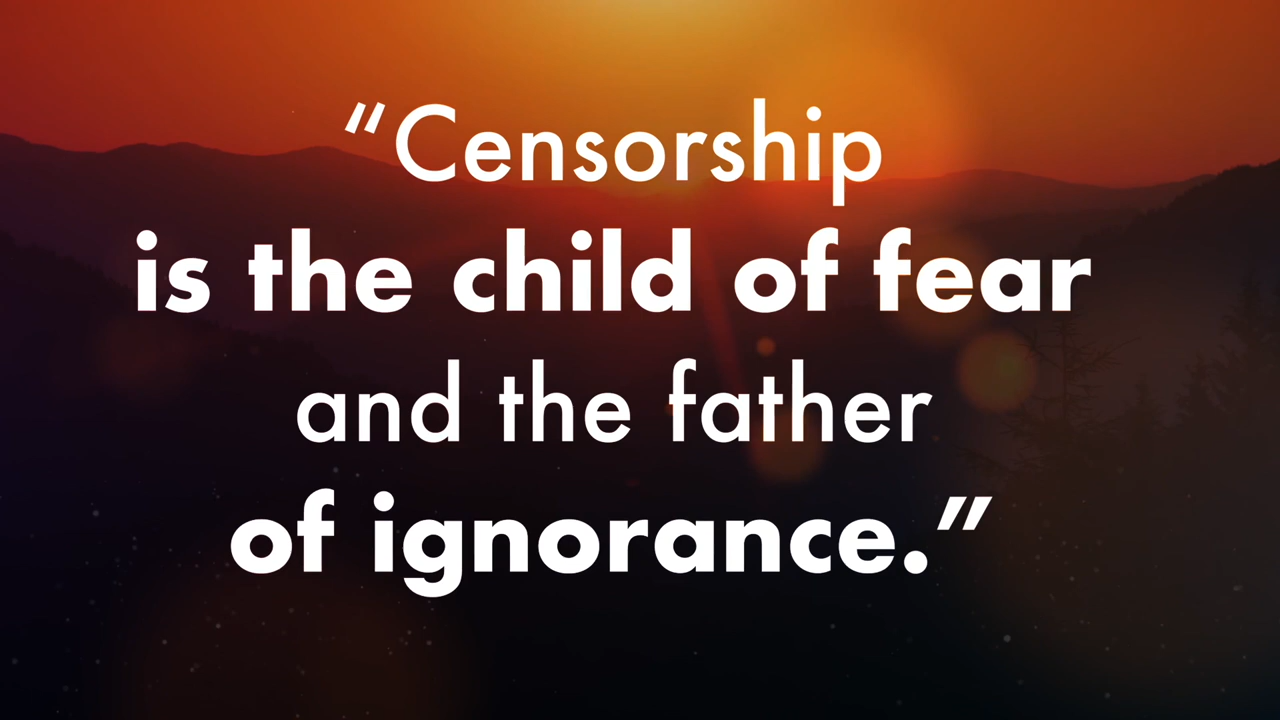 “Censorship
is the child of fear
and the father
of ignorance.”